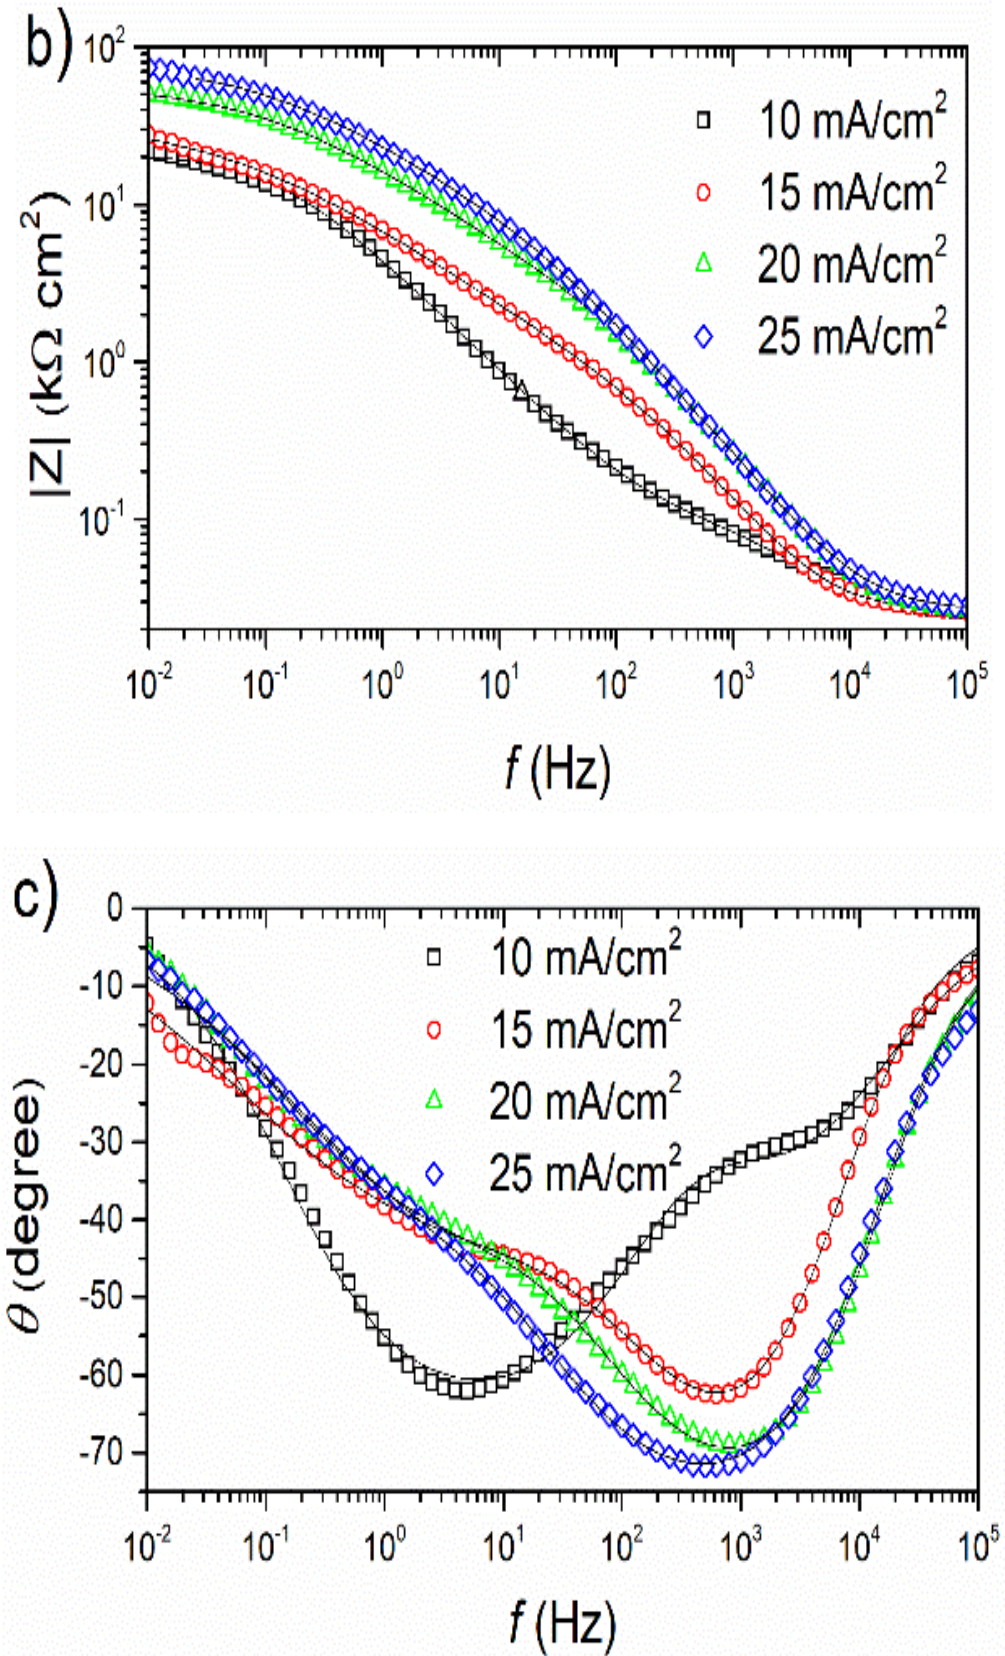 b)
10²
10¹
10⁰
10⁻¹
|Z| (kΩ cm²)
10 mA/cm²
15 mA/cm²
20 mA/cm²
25 mA/cm²
10⁻² 10⁻¹ 10⁰ 10¹ 10² 10³ 10⁴ 10⁵
f (Hz)
c)
0
-10
-20
-30
-40
-50
-60
-70
θ (degree)
10 mA/cm²
15 mA/cm²
20 mA/cm²
25 mA/cm²
10⁻² 10⁻¹ 10⁰ 10¹ 10² 10³ 10⁴ 10⁵
f (Hz)